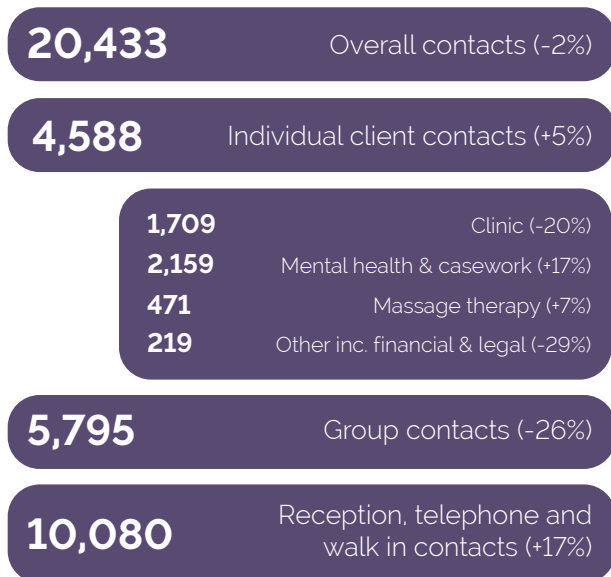 20,433 Overall contacts (-2%)
4,588 Individual client contacts (+5%)
1,709 Clinic (-20%)
2,159 Mental health & casework (+17%)
471 Massage therapy (+7%)
219 Other inc. financial & legal (-29%)
5,795 Group contacts (-26%)
10,080 Reception, telephone and
walk in contacts (+17%)